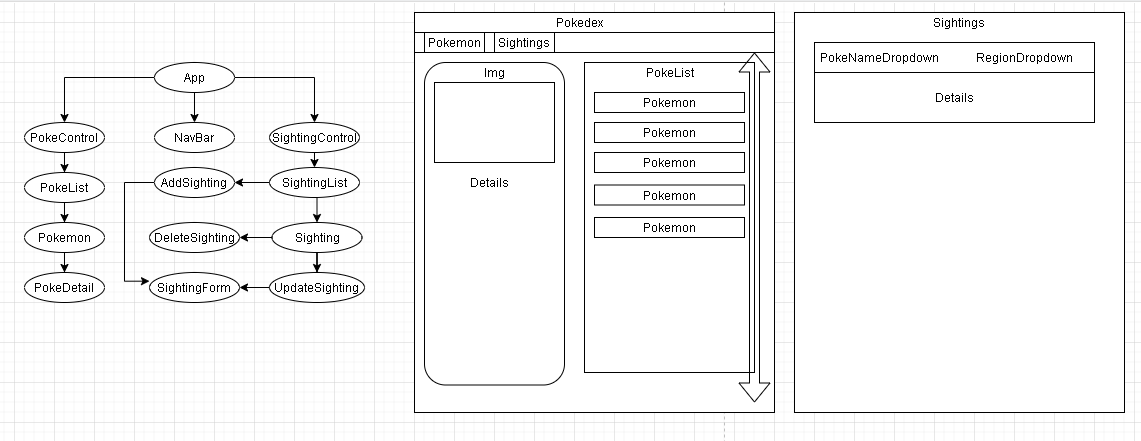 App
PokeControl
NavBar
SightingControl
PokeList
AddSighting
SightingList
Pokemon
DeleteSighting
Sighting
PokeDetail
SightingForm
UpdateSighting
Pokedex
Pokemon
Sightings
Img
Details
PokeList
Pokemon
Pokemon
Pokemon
Pokemon
Pokemon
Sightings
PokeNameDropdown
RegionDropdown
Details